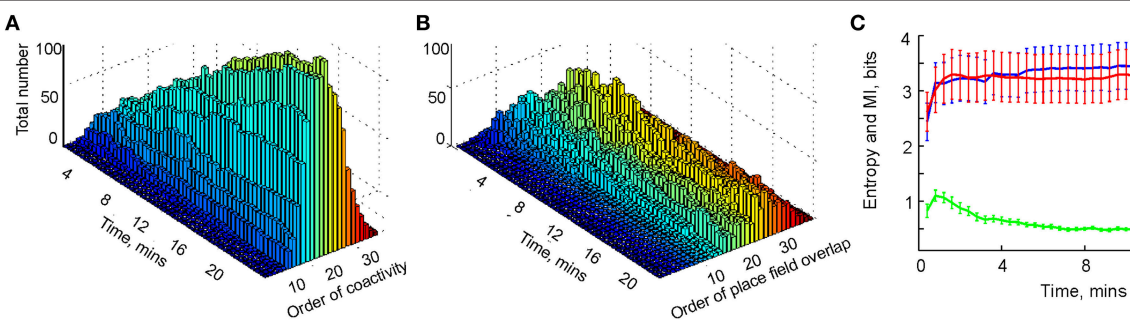 A
Total number
100
50
0
4
8
12
16
20
Time, mins
10
20
30
Order of coactivity
B
100
50
0
4
8
12
16
20
Time, mins
10
20
30
Order of place field overlap
C
Entropy and MI, bits
4
3
2
1
0
4
8
Time, mins